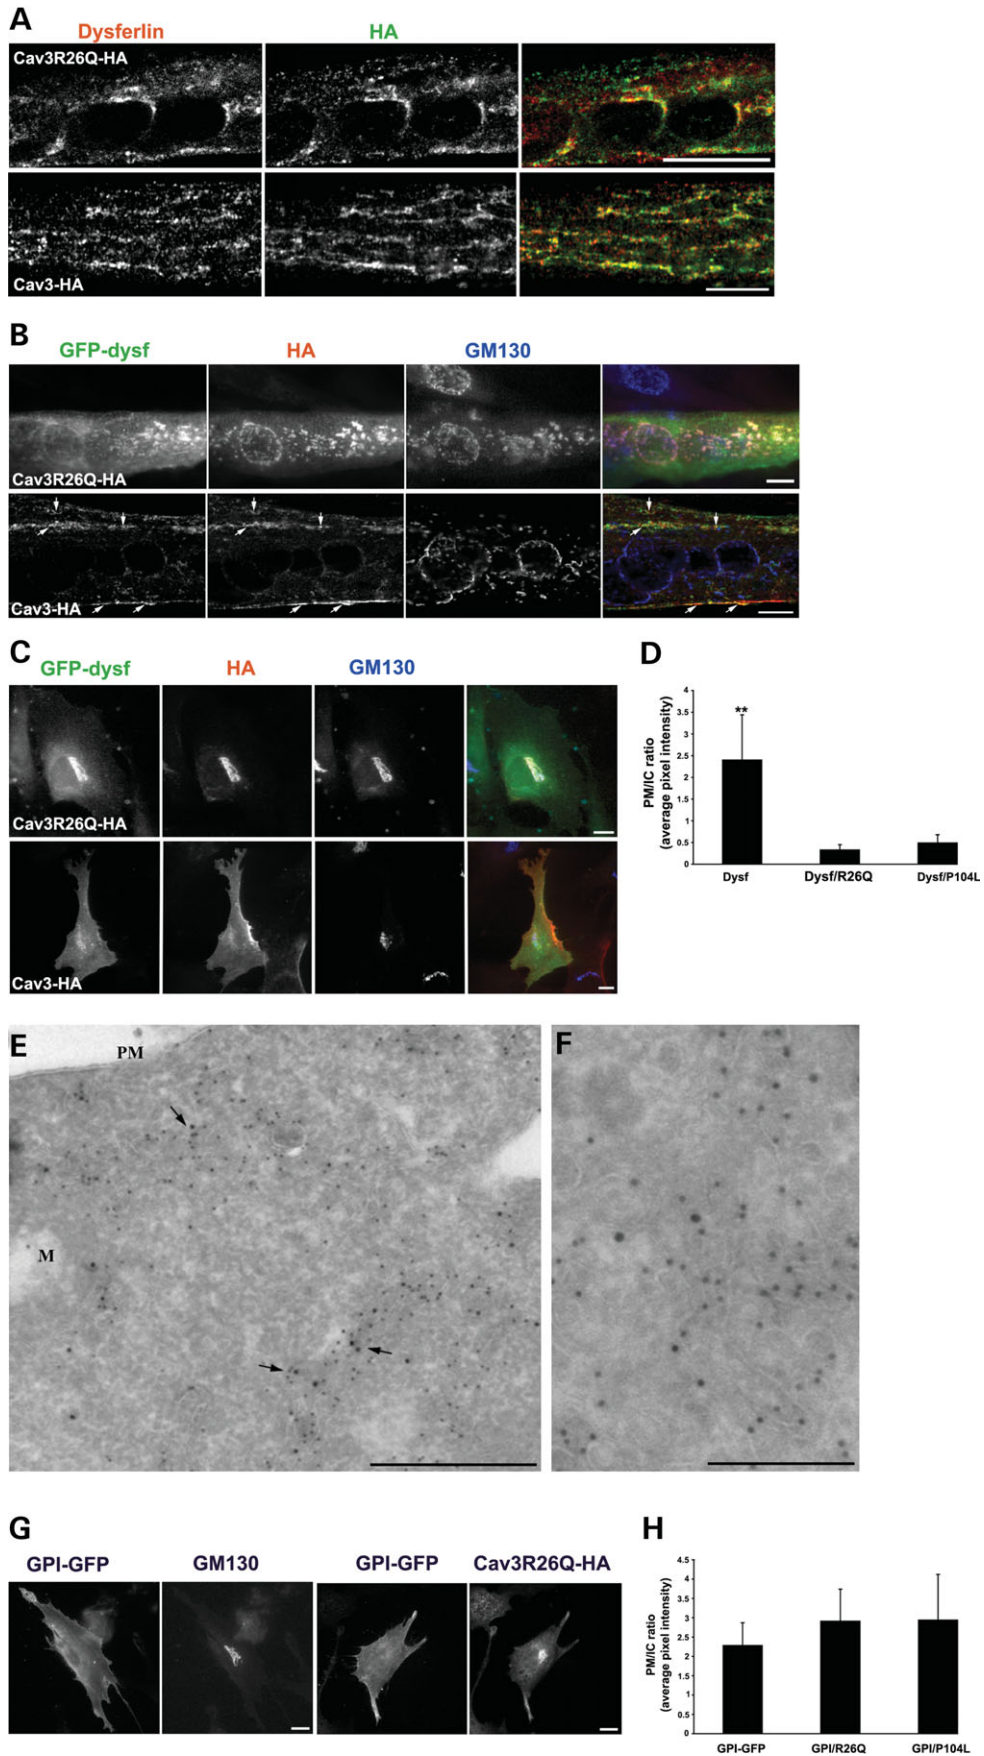 A
Dysferlin HA
Cav3R26Q-HA
Cav3-HA
B
GFP-dysf HA GM130
Cav3R26Q-HA
Cav3-HA
C
GFP-dysf HA GM130
Cav3R26Q-HA
Cav3-HA
D
PM/IC ratio
(average pixel intensity)
4
3.5
3
2.5
2
1.5
1
0.5
0
**
Dysf Dysf/R26Q Dysf/P104L
E
PM
M
F
G
GPI-GFP GM130 GPI-GFP Cav3R26Q-HA
H
PM/IC ratio
(average pixel intensity)
4.5
4
3.5
3
2.5
2
1.5
1
0.5
0
GPI-GFP GPI/R26Q GPI/P104L